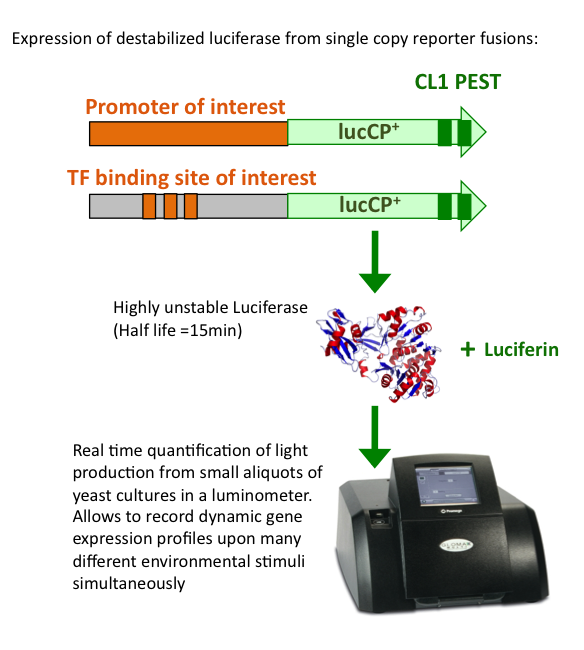 Expression of destabilized luciferase from single copy reporter fusions:
CL1 PEST
Promoter of interest
lucCP+
TF binding site of interest
lucCP+
Highly unstable Luciferase
(Half life =15min)
+ Luciferin
Real time quantification of light
production from small aliquots of
yeast cultures in a luminometer.
Allows to record dynamic gene
expression profiles upon many
different environmental stimuli
simultaneously
Promega
GLOMAX